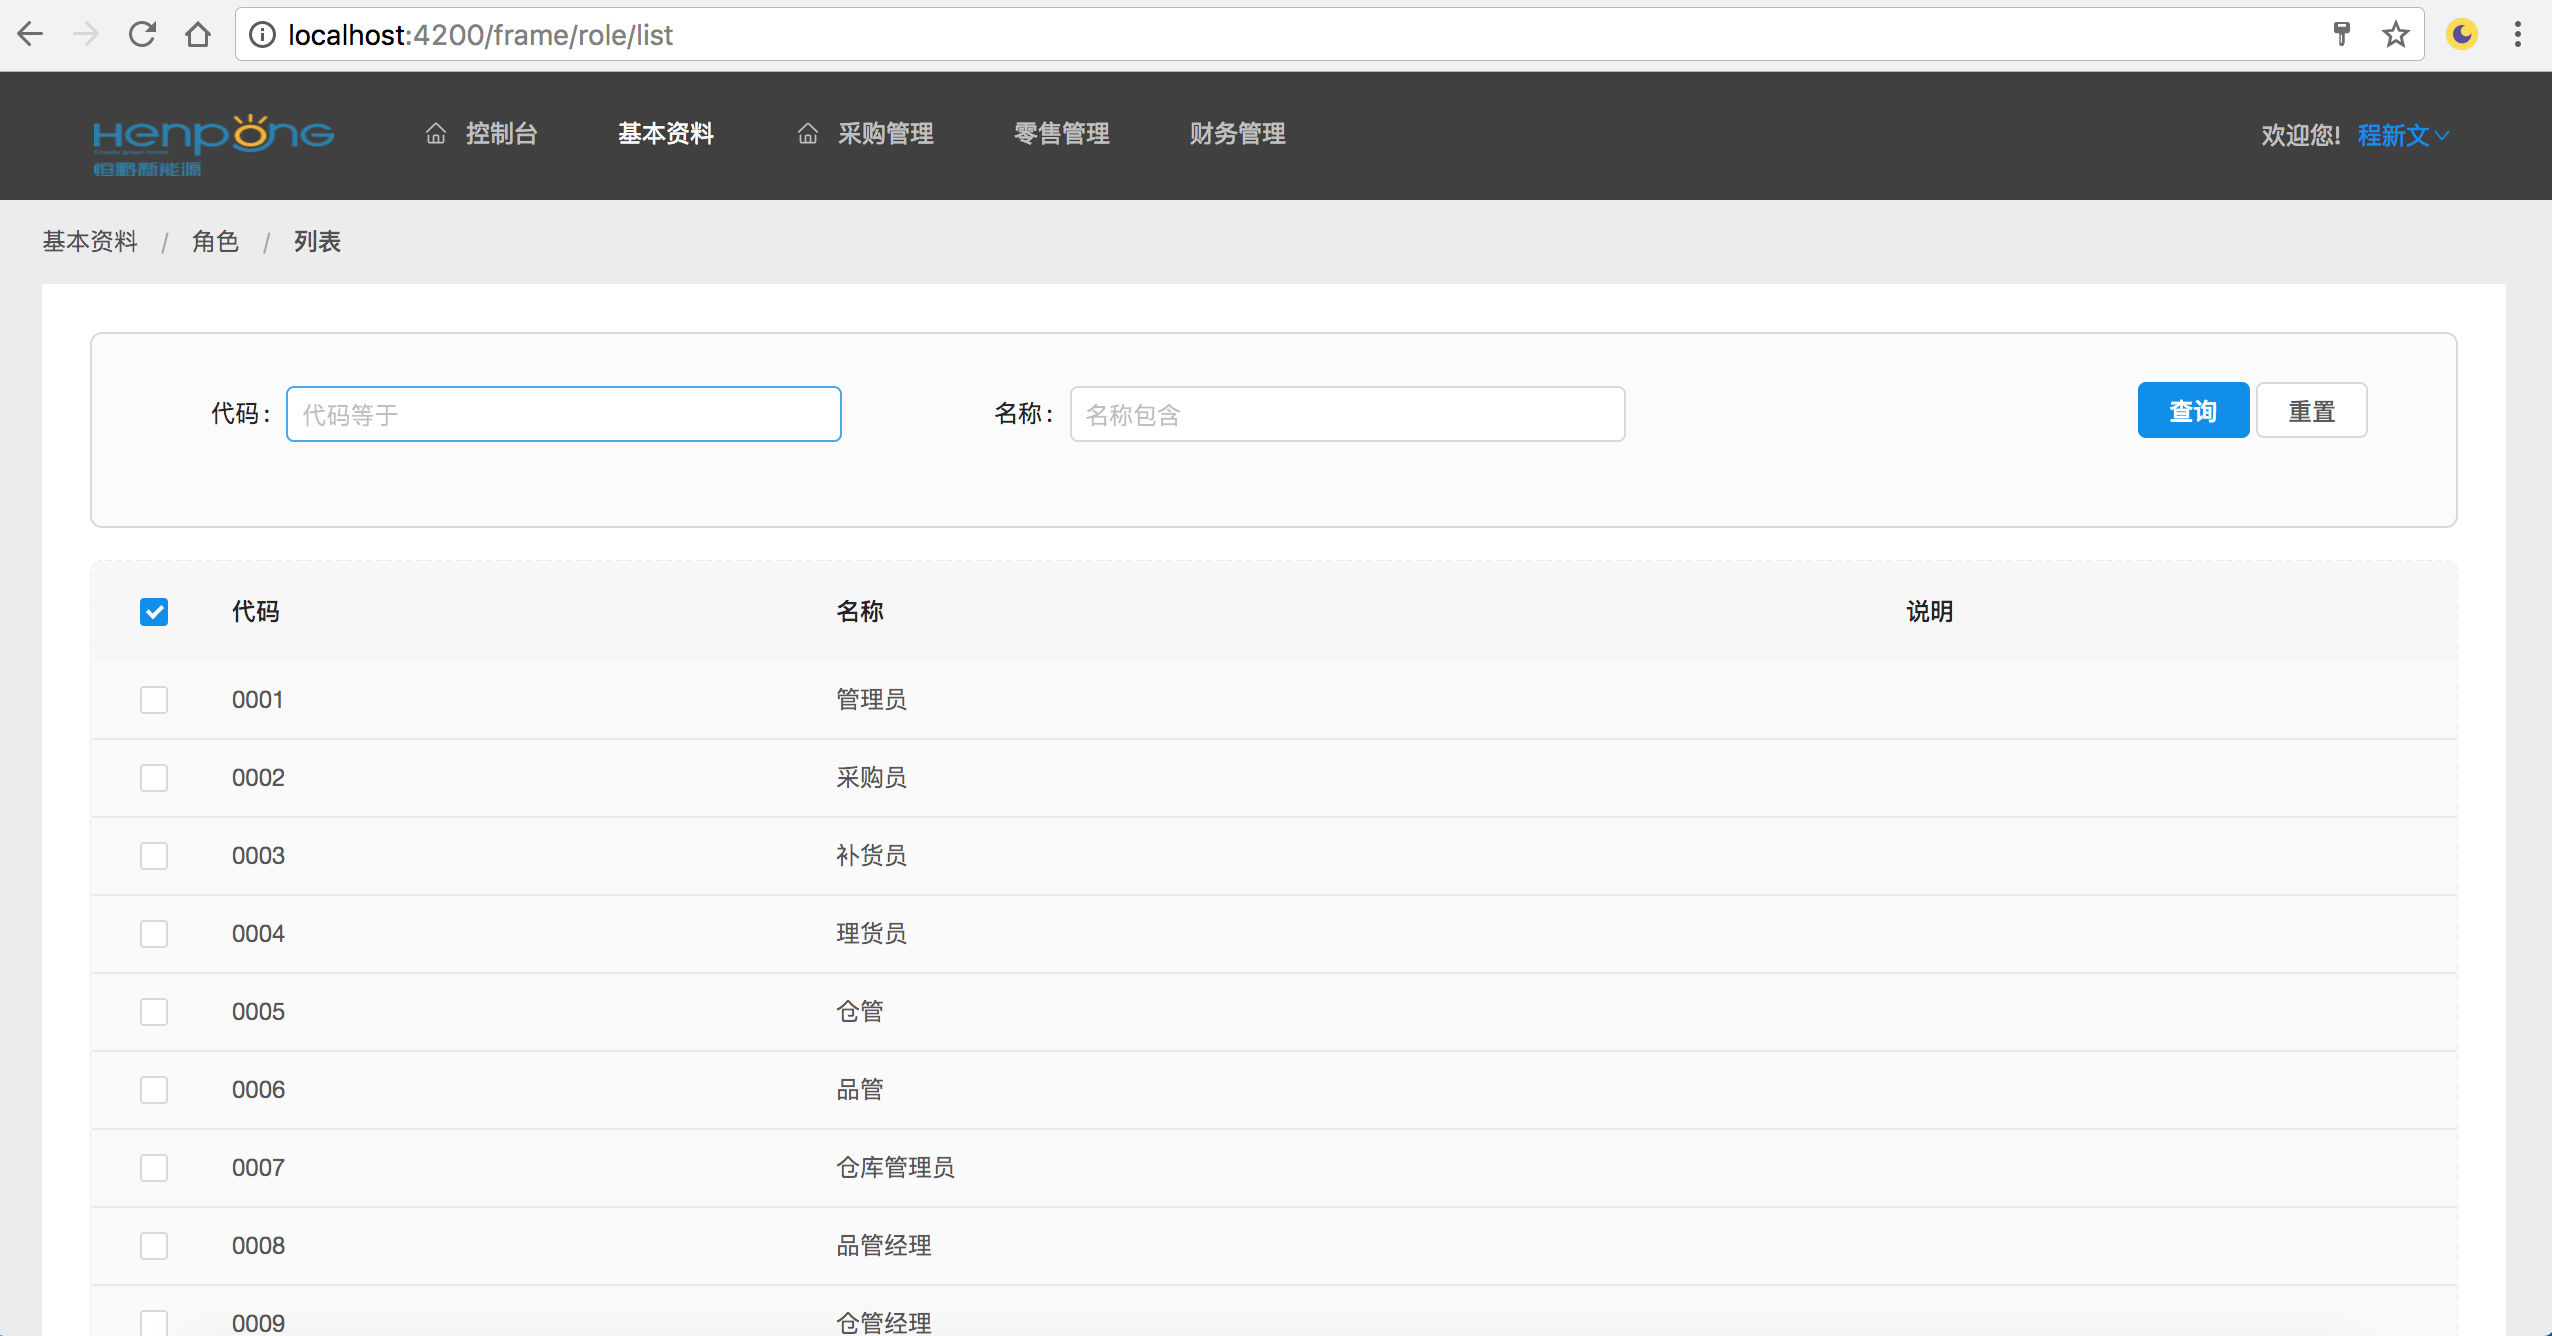 localhost:4200/frame/role/list
Henpong
Create green home
恒鹏新能源
控制台 基本资料 采购管理 零售管理 财务管理 欢迎您! 程新文
基本资料 / 角色 / 列表
代码: 代码等于 名称: 名称包含 查询 重置
代码 名称 说明
0001 管理员
0002 采购员
0003 补货员
0004 理货员
0005 仓管
0006 品管
0007 仓库管理员
0008 品管经理
0009 仓管经理